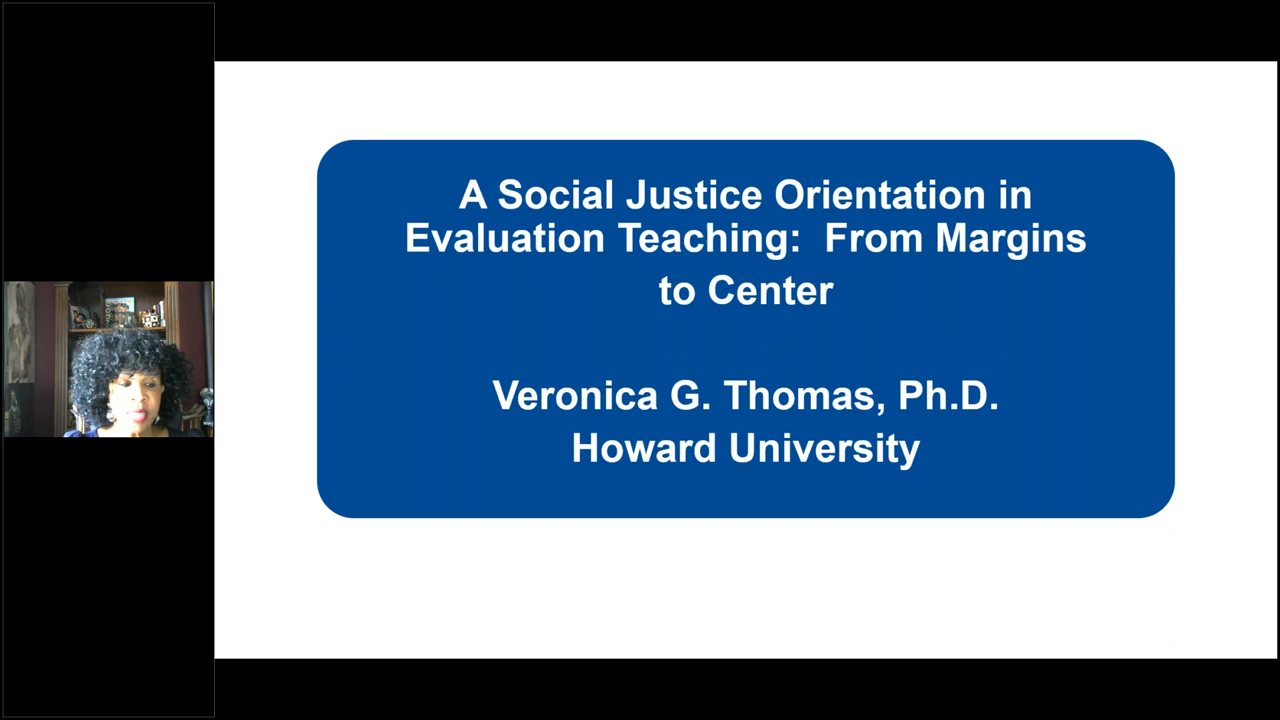 A Social Justice Orientation in
Evaluation Teaching:  From Margins
to Center
Veronica G. Thomas, Ph.D.
Howard University